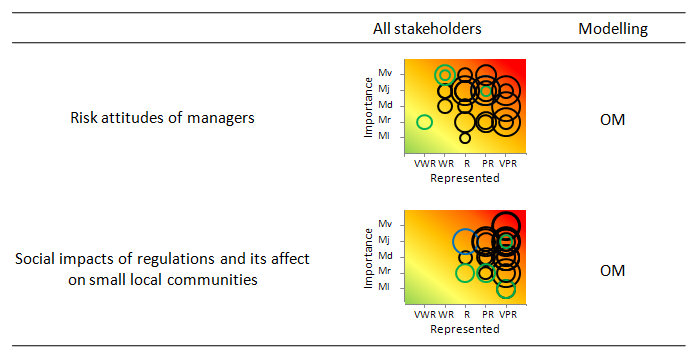 All stakeholders Modelling
Risk attitudes of managers
Importance
Mv
Mj
Md
Mr
Ml
VWR WR R PR VPR
Represented
OM
Social impacts of regulations and its affect
on small local communities
Importance
Mv
Mj
Md
Mr
Ml
VWR WR R PR VPR
Represented
OM